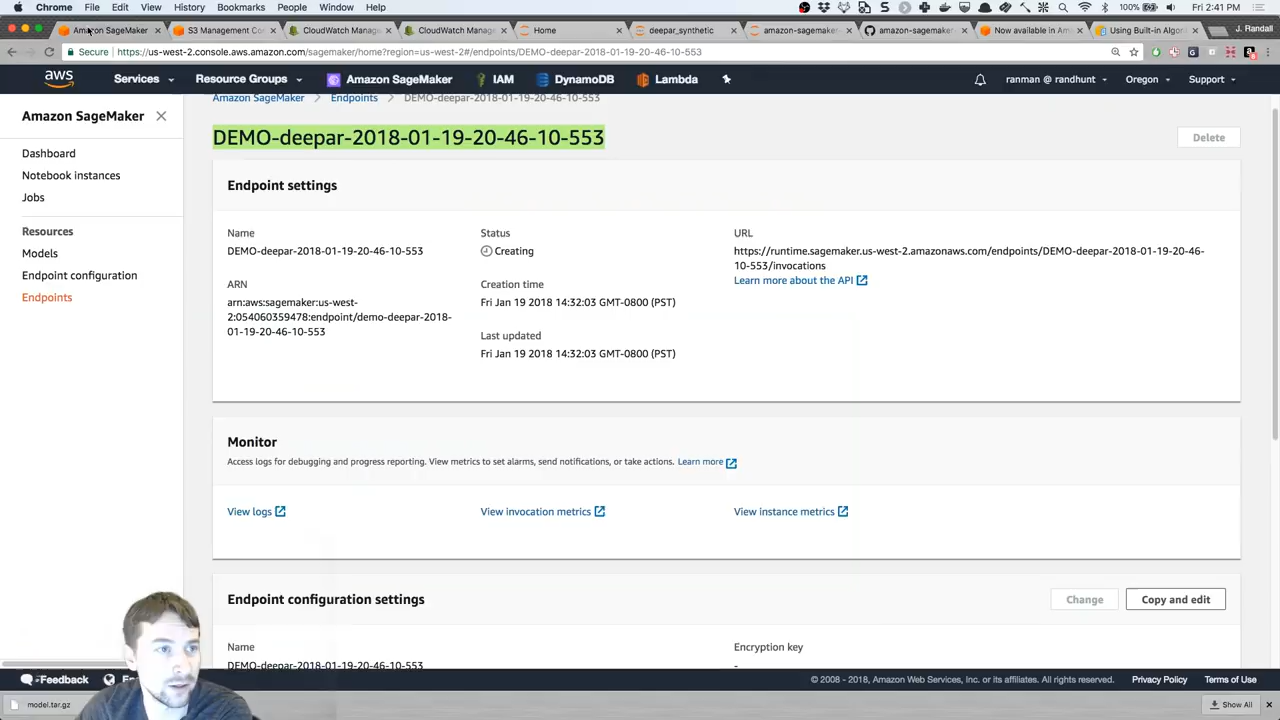 Chrome File Edit View History Bookmarks People Window Help
100% Fri 2:41 PM
Amazon SageMaker
S3 Management Con
CloudWatch Manage
CloudWatch Manage
Home
deepar_synthetic
amazon-sagemaker-
amazon-sagemaker-
Now available in Am
Using Built-in Algor
J. Randall
Secure https://us-west-2.console.aws.amazon.com/sagemaker/home?region=us-west-2#/endpoints/DEMO-deepar-2018-01-19-20-46-10-553
aws Services Resource Groups Amazon SageMaker IAM DynamoDB Lambda ranman @ randhunt Oregon Support
Amazon SageMaker
Dashboard
Notebook instances
Jobs
Resources
Models
Endpoint configuration
Endpoints
Amazon SageMaker > Endpoints > DEMO-deepar-2018-01-19-20-46-10-553
DEMO-deepar-2018-01-19-20-46-10-553
Delete
Endpoint settings
Name
DEMO-deepar-2018-01-19-20-46-10-553
ARN
arn:aws:sagemaker:us-west-
2:054060359478:endpoint/demo-deepar-2018-
01-19-20-46-10-553
Status
Creating
Creation time
Fri Jan 19 2018 14:32:03 GMT-0800 (PST)
Last updated
Fri Jan 19 2018 14:32:03 GMT-0800 (PST)
URL
https://runtime.sagemaker.us-west-2.amazonaws.com/endpoints/DEMO-deepar-2018-01-19-20-46-
10-553/invocations
Learn more about the API
Monitor
Access logs for debugging and progress reporting. View metrics to set alarms, send notifications, or take actions. Learn more
View logs
View invocation metrics
View instance metrics
Endpoint configuration settings
Change
Copy and edit
Name
DEMO-deepar-2018-01-19-20-46-10-553
Encryption key
-
Feedback
© 2008 - 2018, Amazon Web Services, Inc. or its affiliates. All rights reserved. Privacy Policy Terms of Use
model.tar.gz
Show All